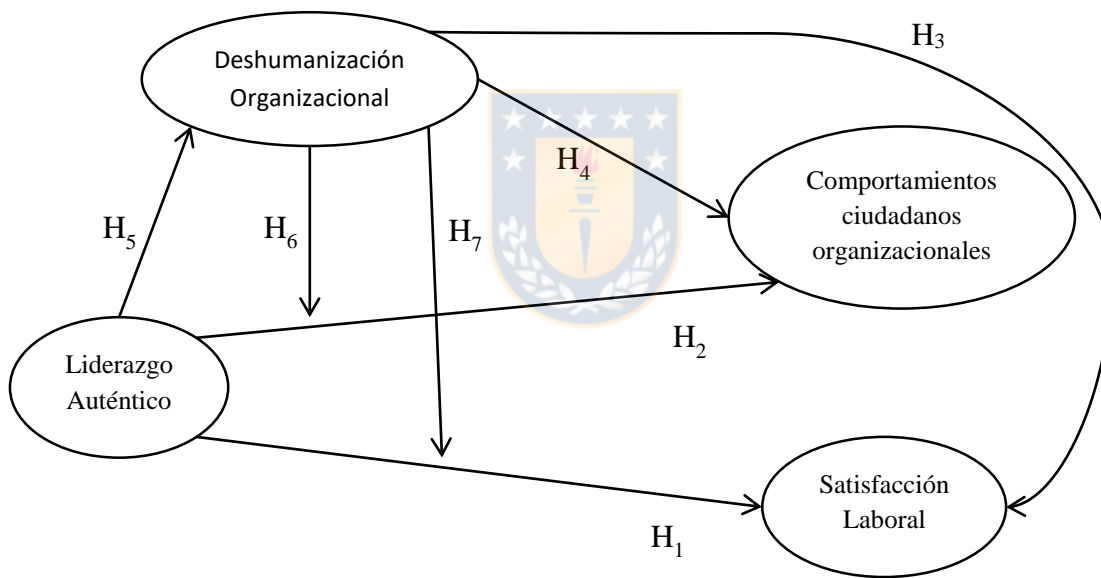 H3
Deshumanización
Organizacional
H4
Comportamientos
ciudadanos
organizacionales
H5
H6
H7
H2
Liderazgo
Auténtico
Satisfacción
Laboral
H1